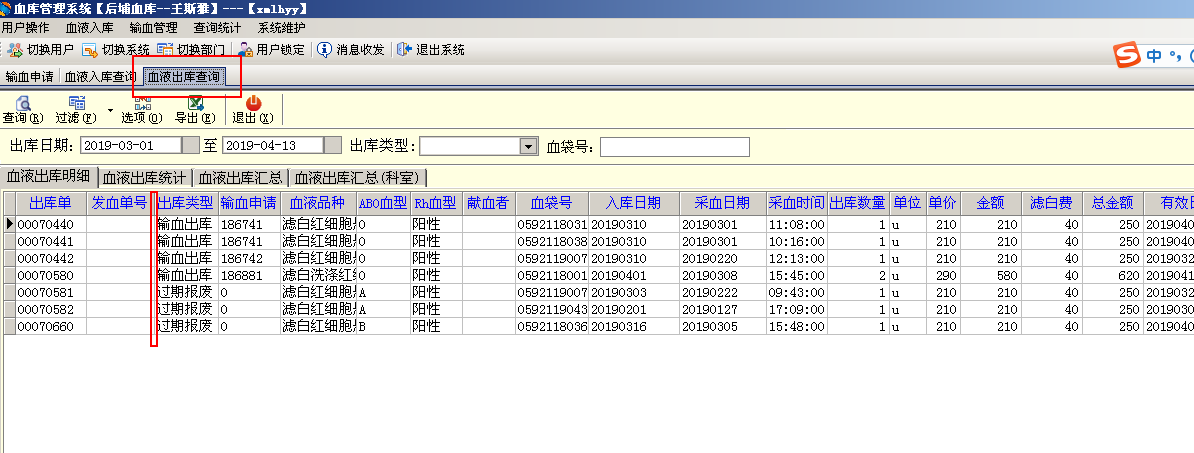 血库管理系统【后埔血库--王斯雅】---【xmlhyy】
用户操作 血液入库 输血管理 查询统计 系统维护
切换用户 切换系统 切换部门 用户锁定 消息收发 退出系统
中 °,
输血申请 血液入库查询 血液出库查询
查询(R) 过滤(F) 选项(O) 导出(E) 退出(X)
出库日期: 2019-03-01 至 2019-04-13 出库类型: 血袋号:
血液出库明细 血液出库统计 血液出库汇总 血液出库汇总(科室)
出库单 发血单号 出库类型 输血申请 血液品种 ABO血型 Rh血型 献血者 血袋号 入库日期 采血日期 采血时间 出库数量 单位 单价 金额 滤白费 总金额 有效
00070440 输血出库 186741 滤白红细胞 O 阳性 0592118031 20190310 20190301 11:08:00 1 u 210 210 40 250 201904
00070441 输血出库 186741 滤白红细胞 O 阳性 0592118038 20190310 20190301 10:16:00 1 u 210 210 40 250 201904
00070442 输血出库 186742 滤白红细胞 O 阳性 0592119007 20190310 20190220 12:13:00 1 u 210 210 40 250 201903
00070580 输血出库 186881 滤白洗涤红 O 阳性 0592118001 20190401 20190308 15:45:00 2 u 290 580 40 620 201904
00070581 过期报废 0 滤白红细胞 A 阳性 0592119007 20190303 20190222 09:43:00 1 u 210 210 40 250 201903
00070582 过期报废 0 滤白红细胞 A 阳性 0592119043 20190201 20190127 17:09:00 1 u 210 210 40 250 201903
00070660 过期报废 0 滤白红细胞 B 阳性 0592118036 20190316 20190305 15:48:00 1 u 210 210 40 250 201904